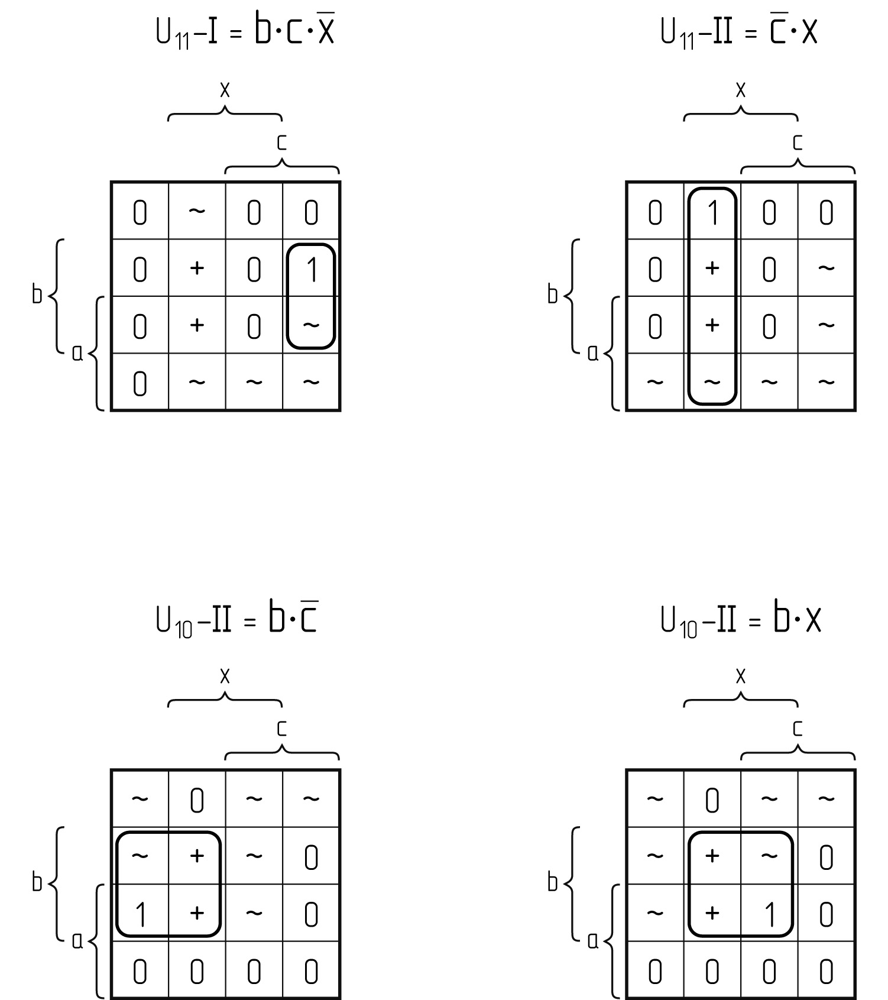 U₁₁–I = b·c·x̅ U₁₁–II = c̅·x
x x
c c
0 ~ 0 0 0 1 0 0
0 + 0 1 0 + 0 ~
b b
0 + 0 ~ 0 + 0 ~
a a
0 ~ ~ ~ ~ ~ ~ ~
U₁₀–II = b·c̅ U₁₀–II = b·x
x x
c c
~ 0 ~ ~ ~ 0 ~ ~
~ + ~ 0 ~ + ~ 0
b b
1 + ~ 0 ~ + 1 0
a a
0 0 0 0 0 0 0 0